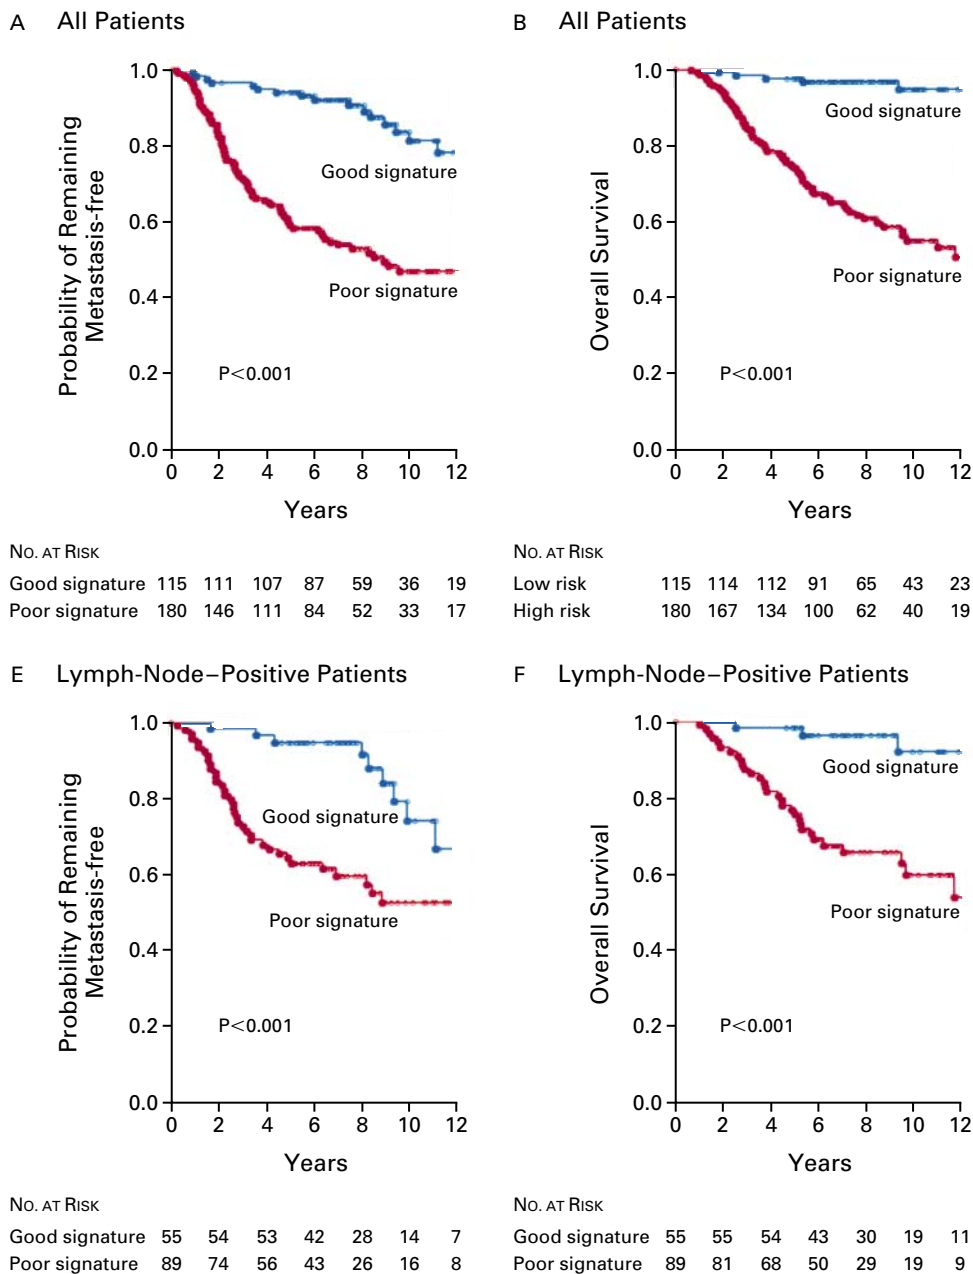 A All Patients
1.0
0.8
0.6
0.4
0.2
0.0
Probability of Remaining
Metastasis-free
Good signature
Poor signature
P<0.001
0 2 4 6 8 10 12
Years
NO. AT RISK
Good signature 115 111 107 87 59 36 19
Poor signature 180 146 111 84 52 33 17
B All Patients
1.0
0.8
0.6
0.4
0.2
0.0
Overall Survival
Good signature
Poor signature
P<0.001
0 2 4 6 8 10 12
Years
NO. AT RISK
Low risk 115 114 112 91 65 43 23
High risk 180 167 134 100 62 40 19
E Lymph-Node–Positive Patients
1.0
0.8
0.6
0.4
0.2
0.0
Probability of Remaining
Metastasis-free
Good signature
Poor signature
P<0.001
0 2 4 6 8 10 12
Years
NO. AT RISK
Good signature 55 54 53 42 28 14 7
Poor signature 89 74 56 43 26 16 8
F Lymph-Node–Positive Patients
1.0
0.8
0.6
0.4
0.2
0.0
Overall Survival
Good signature
Poor signature
P<0.001
0 2 4 6 8 10 12
Years
NO. AT RISK
Good signature 55 55 54 43 30 19 11
Poor signature 89 81 68 50 29 19 9